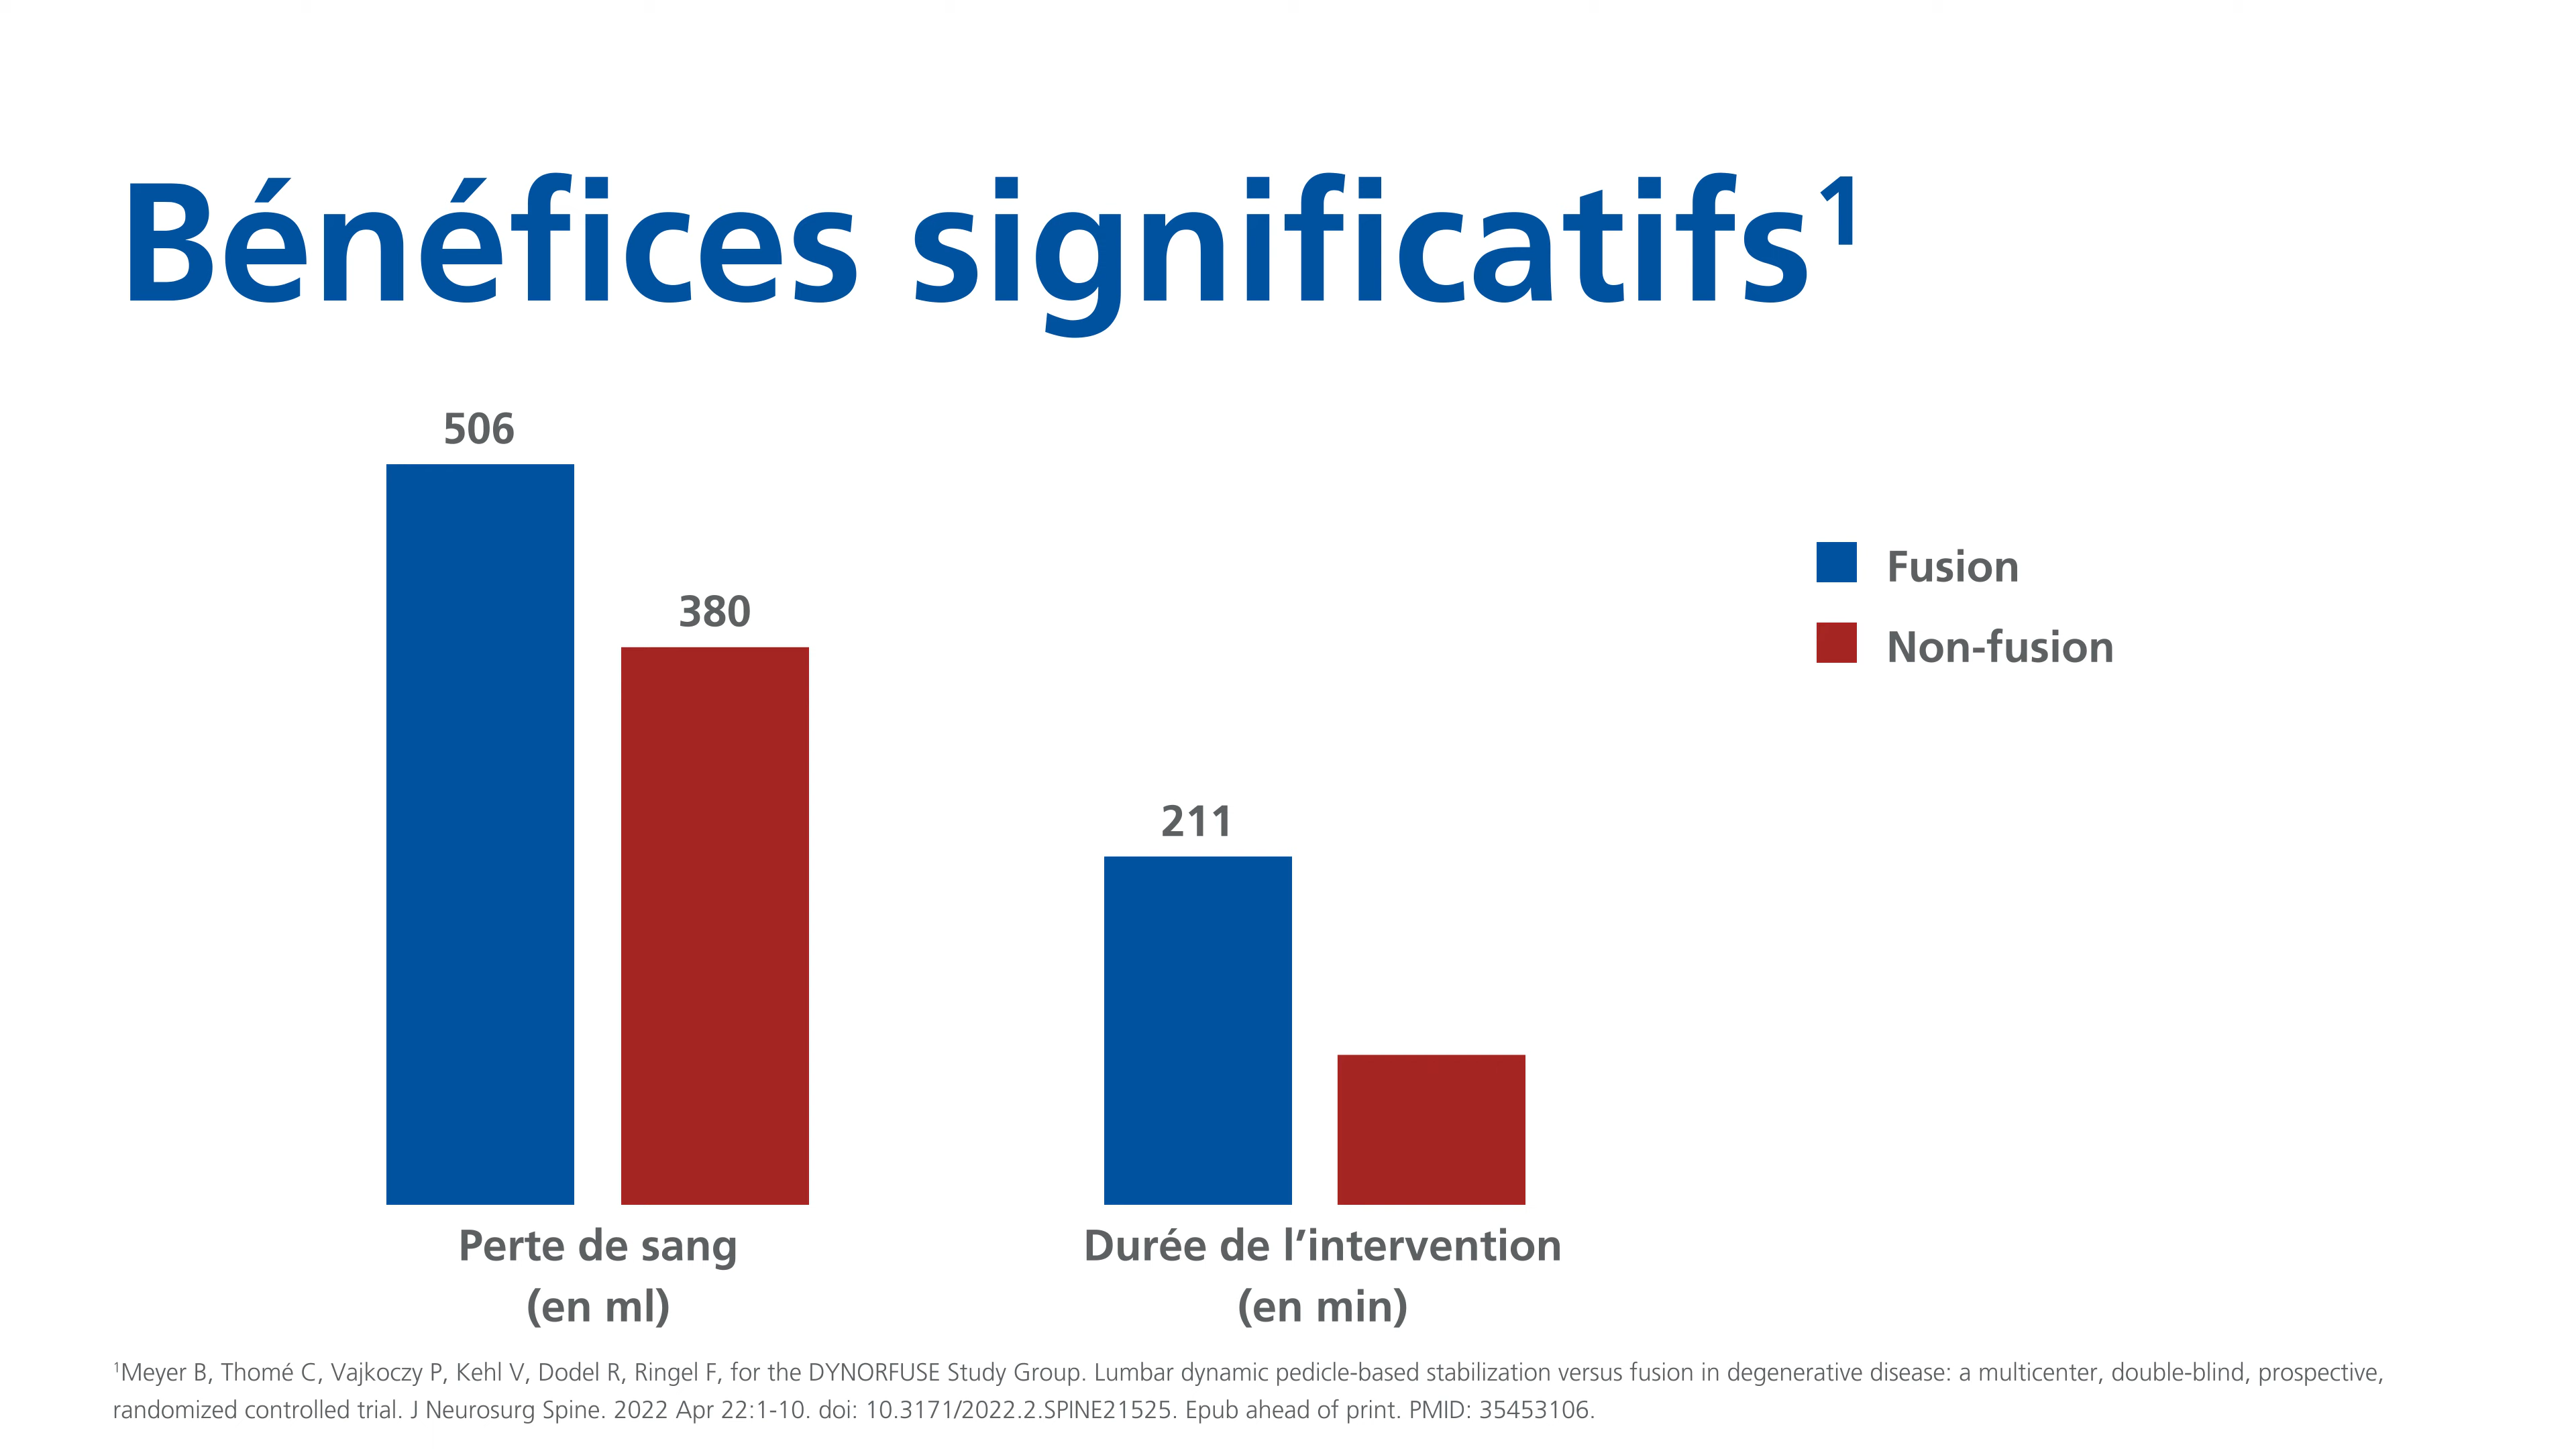 Bénéfices significatifs¹
506
380
211
Fusion
Non-fusion
Perte de sang
(en ml)
Durée de l’intervention
(en min)
¹Meyer B, Thomé C, Vajkoczy P, Kehl V, Dodel R, Ringel F, for the DYNORFUSE Study Group. Lumbar dynamic pedicle-based stabilization versus fusion in degenerative disease: a multicenter, double-blind, prospective,
randomized controlled trial. J Neurosurg Spine. 2022 Apr 22:1-10. doi: 10.3171/2022.2.SPINE21525. Epub ahead of print. PMID: 35453106.